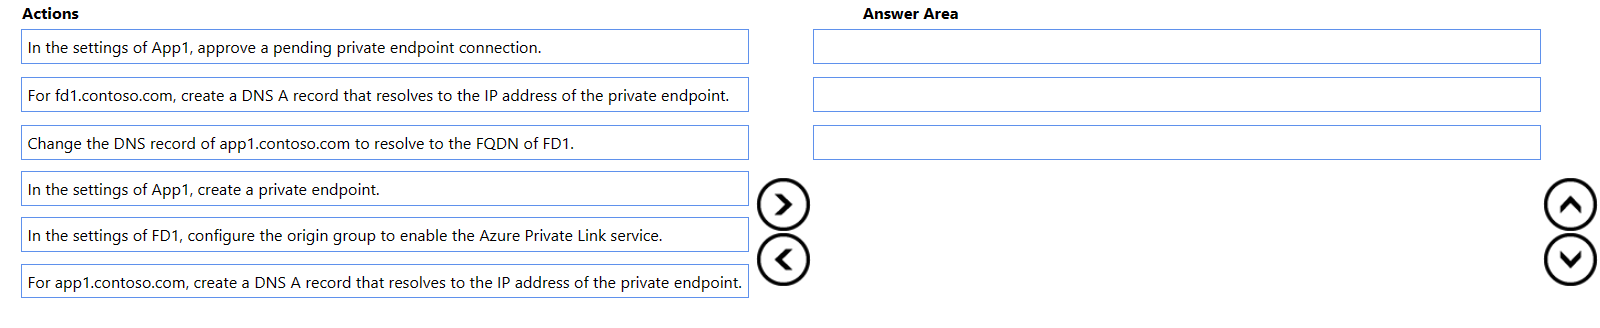 Actions
Answer Area
In the settings of App1, approve a pending private endpoint connection.
For fd1.contoso.com, create a DNS A record that resolves to the IP address of the private endpoint.
Change the DNS record of app1.contoso.com to resolve to the FQDN of FD1.
In the settings of App1, create a private endpoint.
In the settings of FD1, configure the origin group to enable the Azure Private Link service.
For app1.contoso.com, create a DNS A record that resolves to the IP address of the private endpoint.